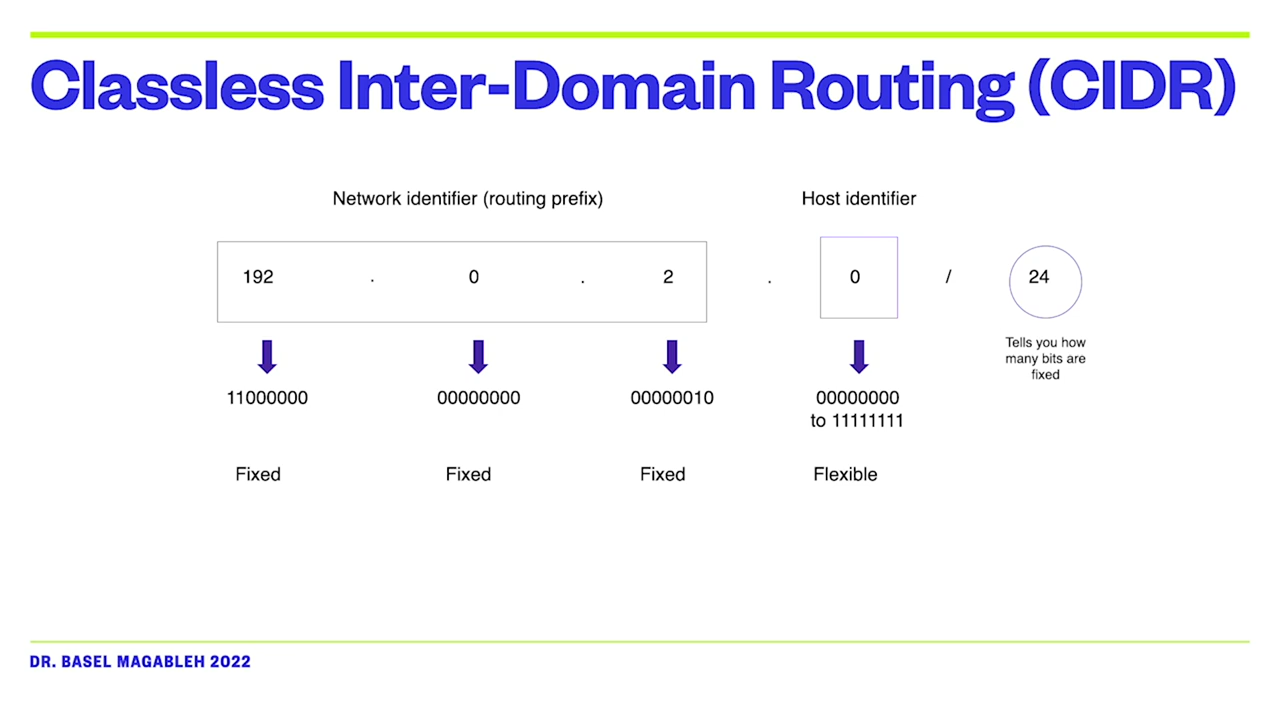 Classless Inter-Domain Routing (CIDR)
Network identifier (routing prefix)
Host identifier
192 . 0 . 2 . 0 / 24
Tells you how
many bits are
fixed
11000000
00000000
00000010
00000000
to 11111111
Fixed
Fixed
Fixed
Flexible
DR. BASEL MAGABLEH 2022